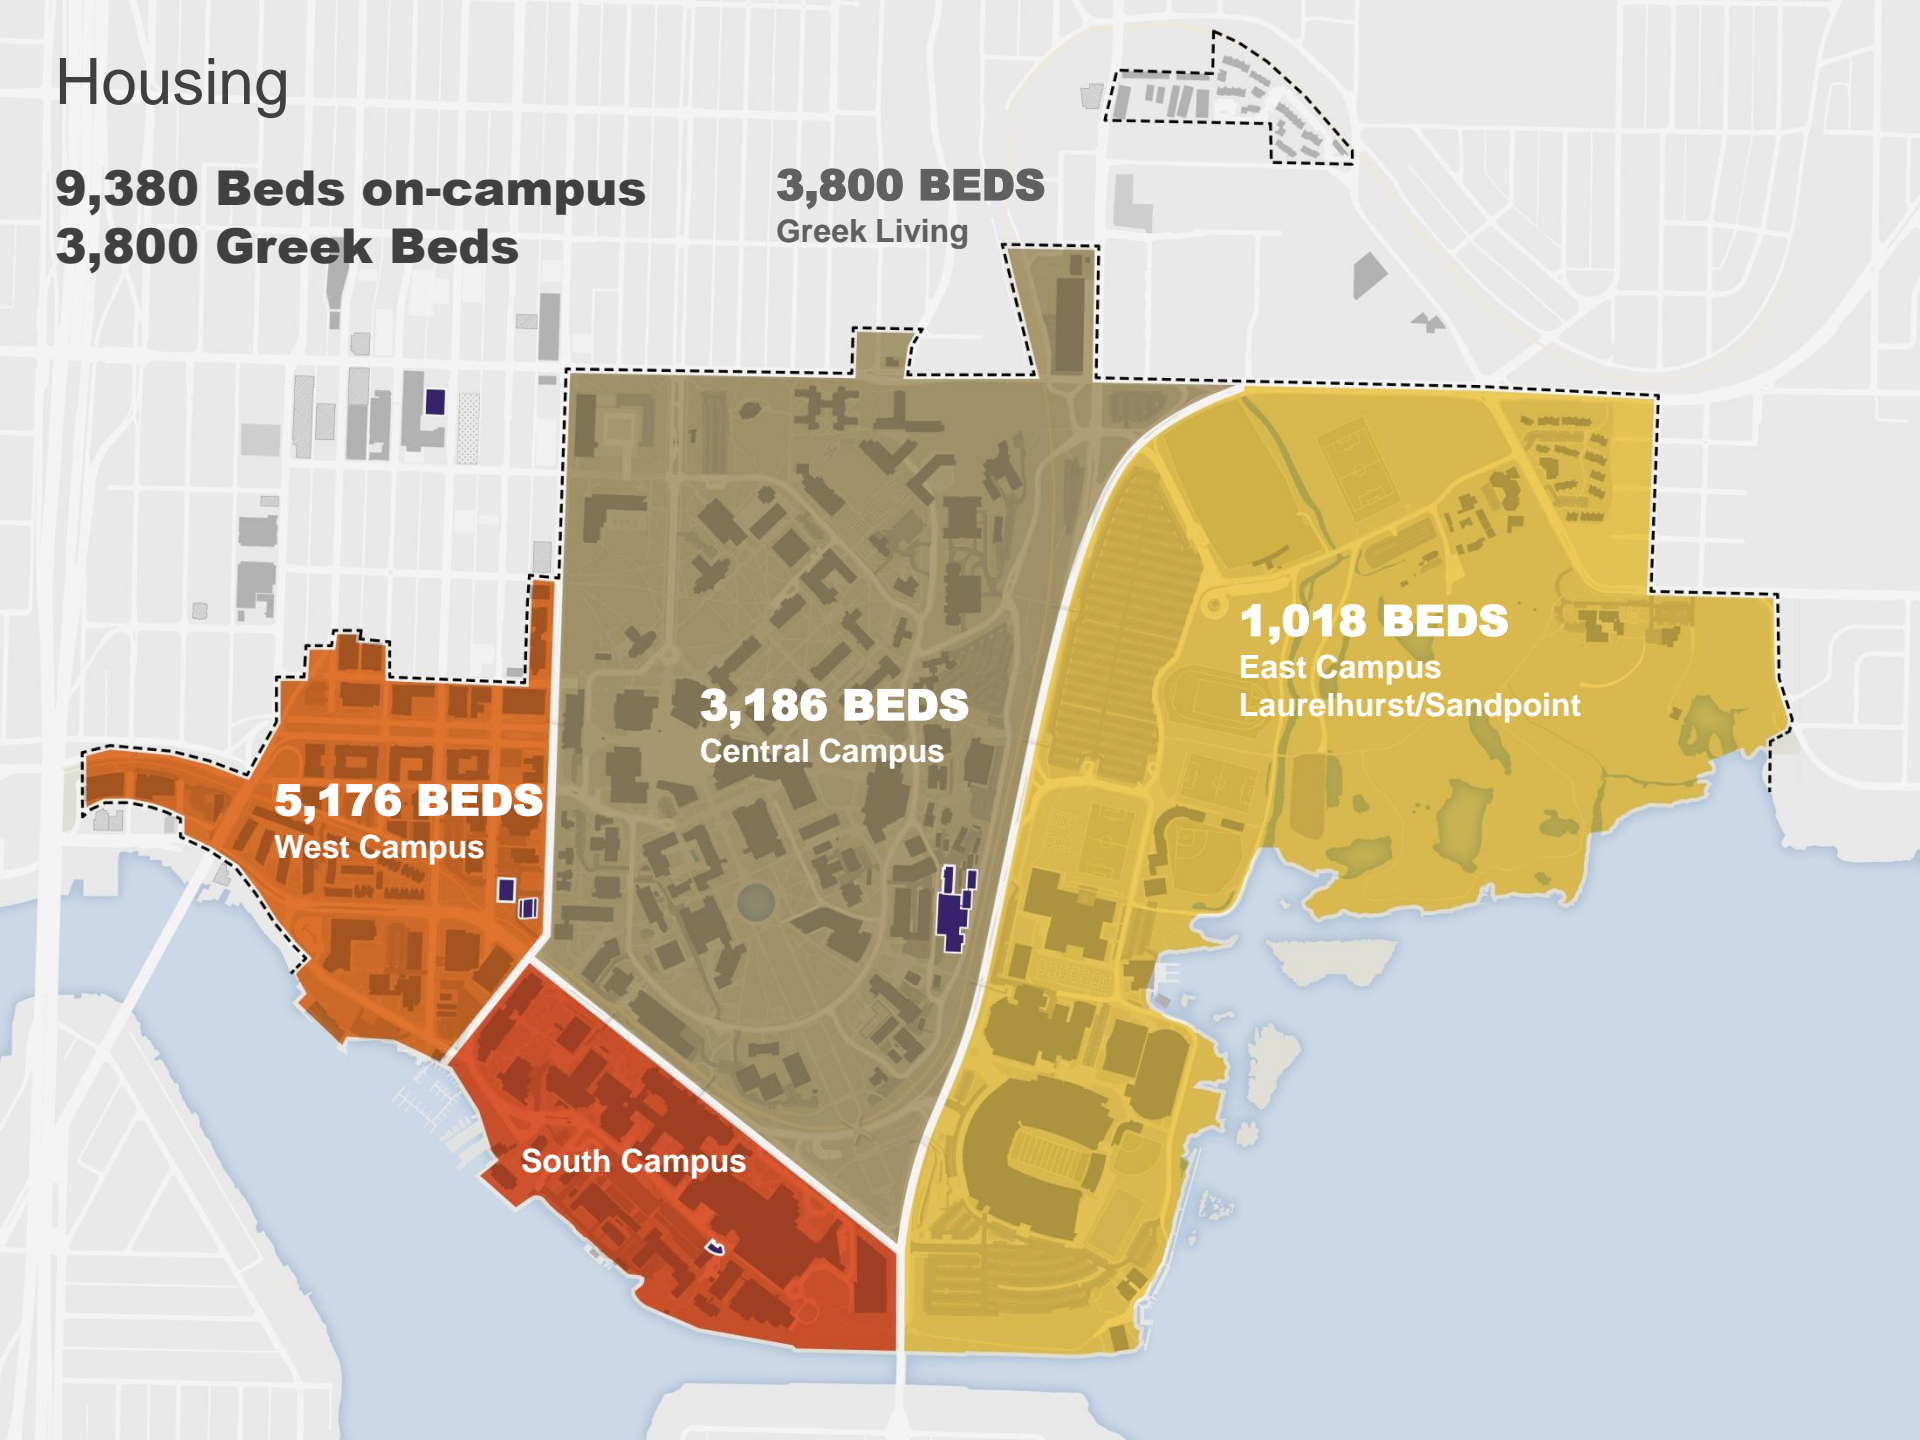 Housing
9,380 Beds on-campus
3,800 Greek Beds
3,800 BEDS
Greek Living
1,018 BEDS
East Campus
Laurelhurst/Sandpoint
3,186 BEDS
Central Campus
5,176 BEDS
West Campus
South Campus